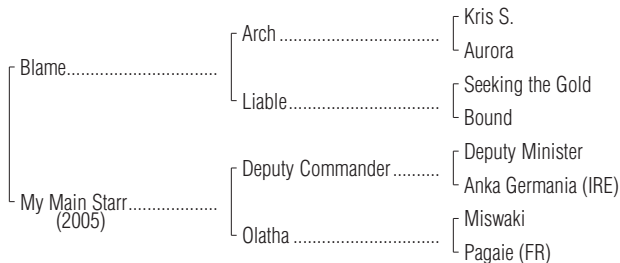 Kris S.
Arch ..................................
Aurora
Blame................................
Seeking the Gold
Liable................................
Bound
Deputy Minister
Deputy Commander ..........
Anka Germania (IRE)
My Main Starr...................
(2005)
Miswaki
Olatha ...............................
Pagaie (FR)